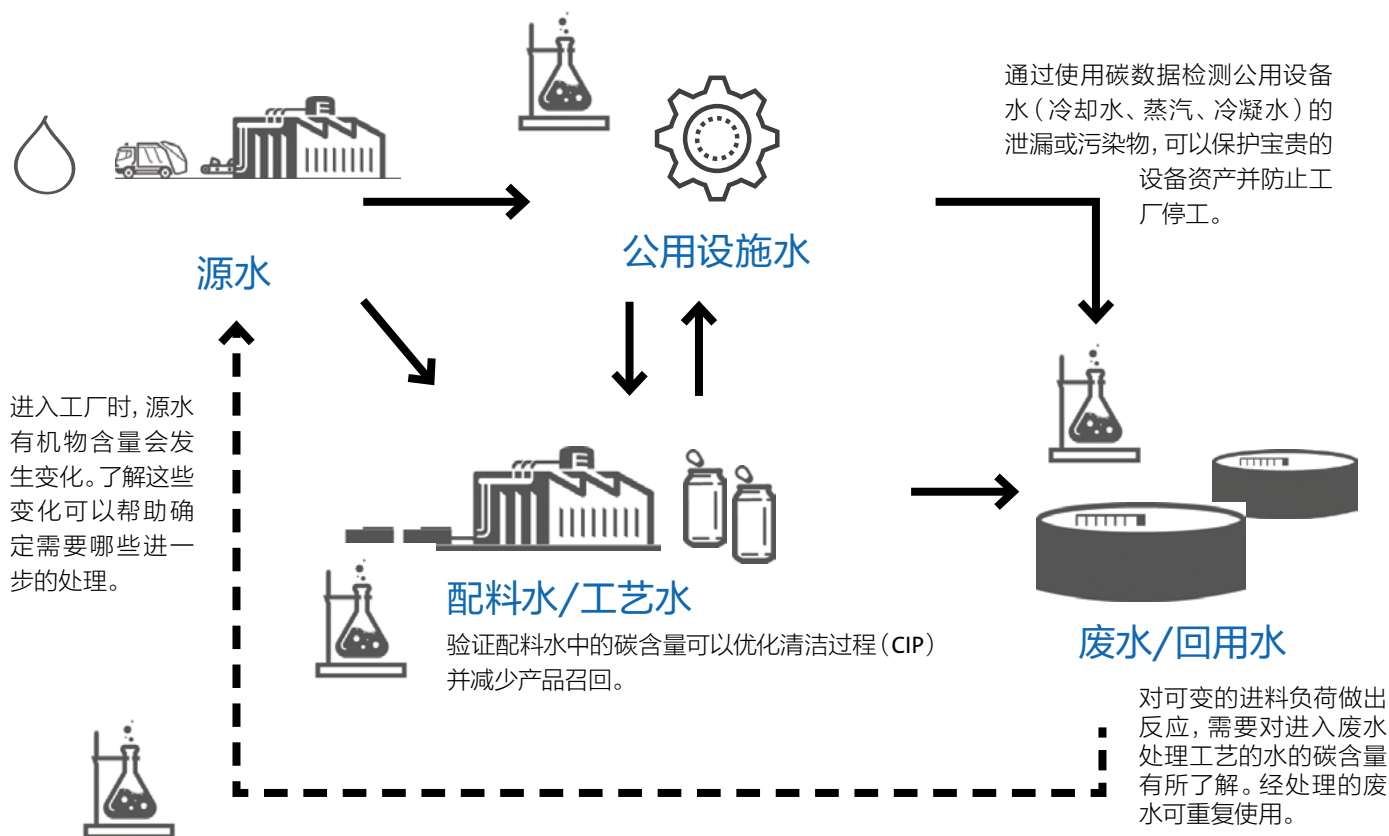 通过使用碳数据检测公用设备
水（冷却水、蒸汽、冷凝水）的
泄漏或污染物，可以保护宝贵的
设备资产并防止工
厂停工。
公用设施水
源水
进入工厂时，源水
有机物含量会发
生变化。了解这些
变化可以帮助确
定需要哪些进一
步的处理。
配料水/工艺水
验证配料水中的碳含量可以优化清洁过程（CIP）
并减少产品召回。
废水/回用水
对可变的进料负荷做出
反应，需要对进入废水
处理工艺的水的碳含量
有所了解。经处理的废
水可重复使用。